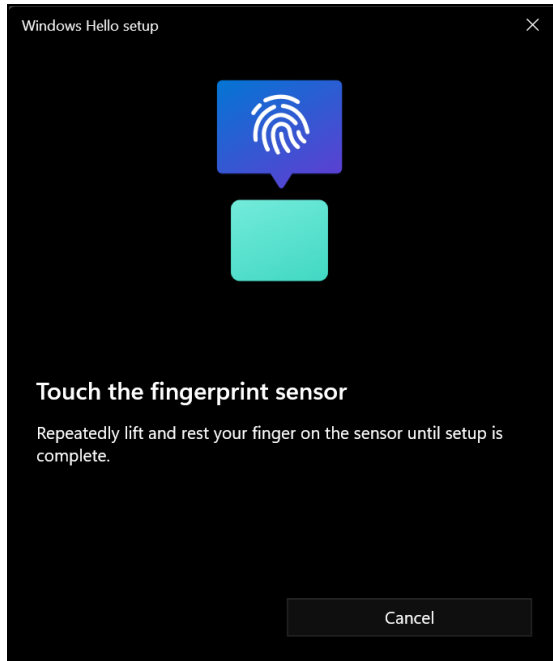 Windows Hello setup
Touch the fingerprint sensor
Repeatedly lift and rest your finger on the sensor until setup is
complete.
Cancel